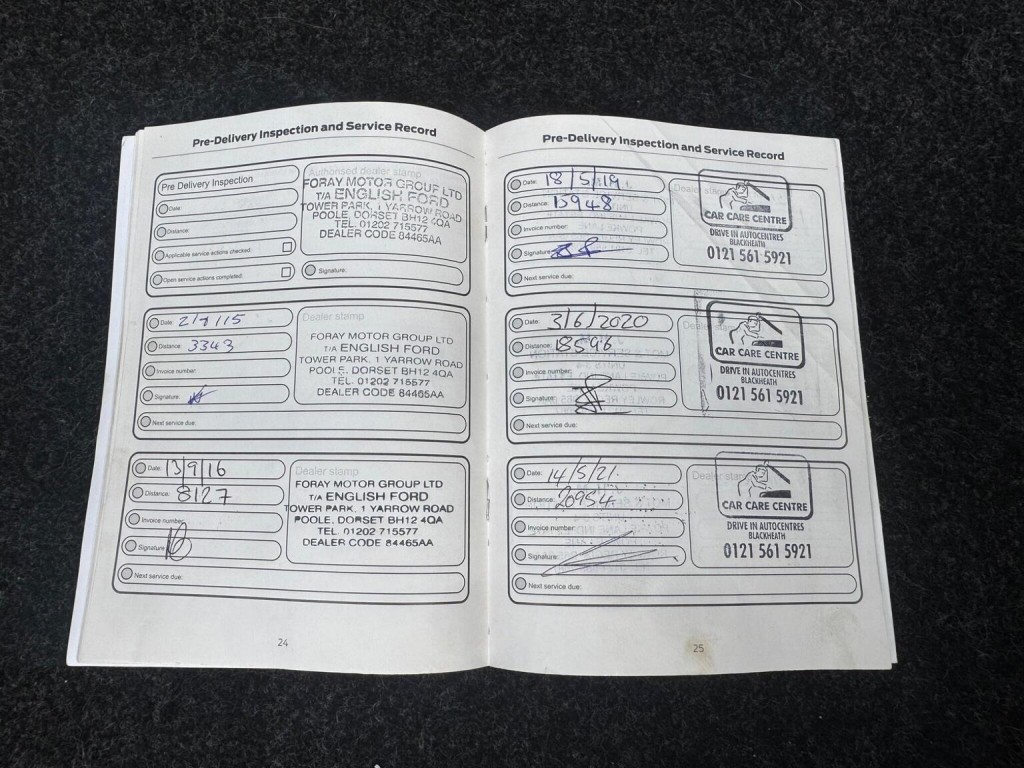 Pre-Delivery Inspection and Service Record
Pre Delivery Inspection
Date:
Distance:
Applicable service actions checked:
Open service actions completed:
Authorised dealer stamp
FORAY MOTOR GROUP LTD
T/A ENGLISH FORD
TOWER PARK, 1 YARROW ROAD
POOLE, DORSET BH12 4QA
TEL. 01202 715577
DEALER CODE 84465AA
Signature:
Date:
Distance: 3343
Invoice number:
Signature:
Next service due:
Dealer stamp
FORAY MOTOR GROUP LTD
T/A ENGLISH FORD
TOWER PARK, 1 YARROW ROAD
POOLE, DORSET BH12 4QA
TEL. 01202 715577
DEALER CODE 84465AA
Date: 13/9/16
Distance: 8127
Invoice number:
Signature:
Next service due:
Dealer stamp
FORAY MOTOR GROUP LTD
T/A ENGLISH FORD
TOWER PARK, 1 YARROW ROAD
POOLE, DORSET BH12 4QA
TEL. 01202 715577
DEALER CODE 84465AA
24
Pre-Delivery Inspection and Service Record
Date: 18/5/19
Distance: 15948
Invoice number:
Signature:
Next service due:
Dealer stamp
CAR CARE CENTRE
DRIVE IN AUTOCENTRES
BLACKHEATH
0121 561 5921
Date: 3/6/2020
Distance: 18596
Invoice number:
Signature:
Next service due:
CAR CARE CENTRE
DRIVE IN AUTOCENTRES
BLACKHEATH
0121 561 5921
Date: 14/5/21.
Distance: 20954
Invoice number:
Signature:
Next service due:
Dealer stamp
CAR CARE CENTRE
DRIVE IN AUTOCENTRES
BLACKHEATH
0121 561 5921
25